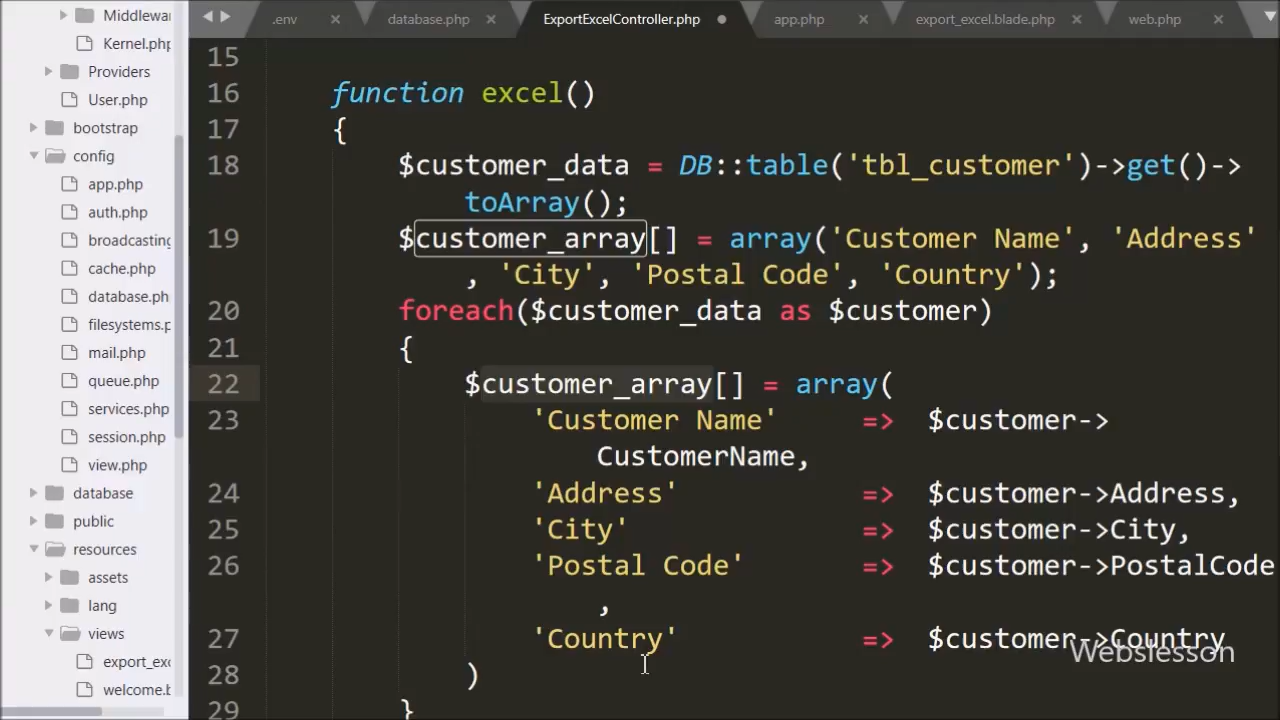 Middlewar
Kernel.php
Providers
User.php
bootstrap
config
app.php
auth.php
broadcasting
cache.php
database.ph
filesystems.p
mail.php
queue.php
services.php
session.php
view.php
database
public
resources
assets
lang
views
export_exc
welcome.b
.env × database.php × ExportExcelController.php app.php × export_excel.blade.php × web.php ×
15
16 function excel()
17 {
18 $customer_data = DB::table('tbl_customer')->get()->
toArray();
19 $customer_array[] = array('Customer Name', 'Address'
, 'City', 'Postal Code', 'Country');
20 foreach($customer_data as $customer)
21 {
22 $customer_array[] = array(
23 'Customer Name' => $customer->
CustomerName,
24 'Address' => $customer->Address,
25 'City' => $customer->City,
26 'Postal Code' => $customer->PostalCode
,
27 'Country' => $customer->Country
28 )
29 }
Webslesson